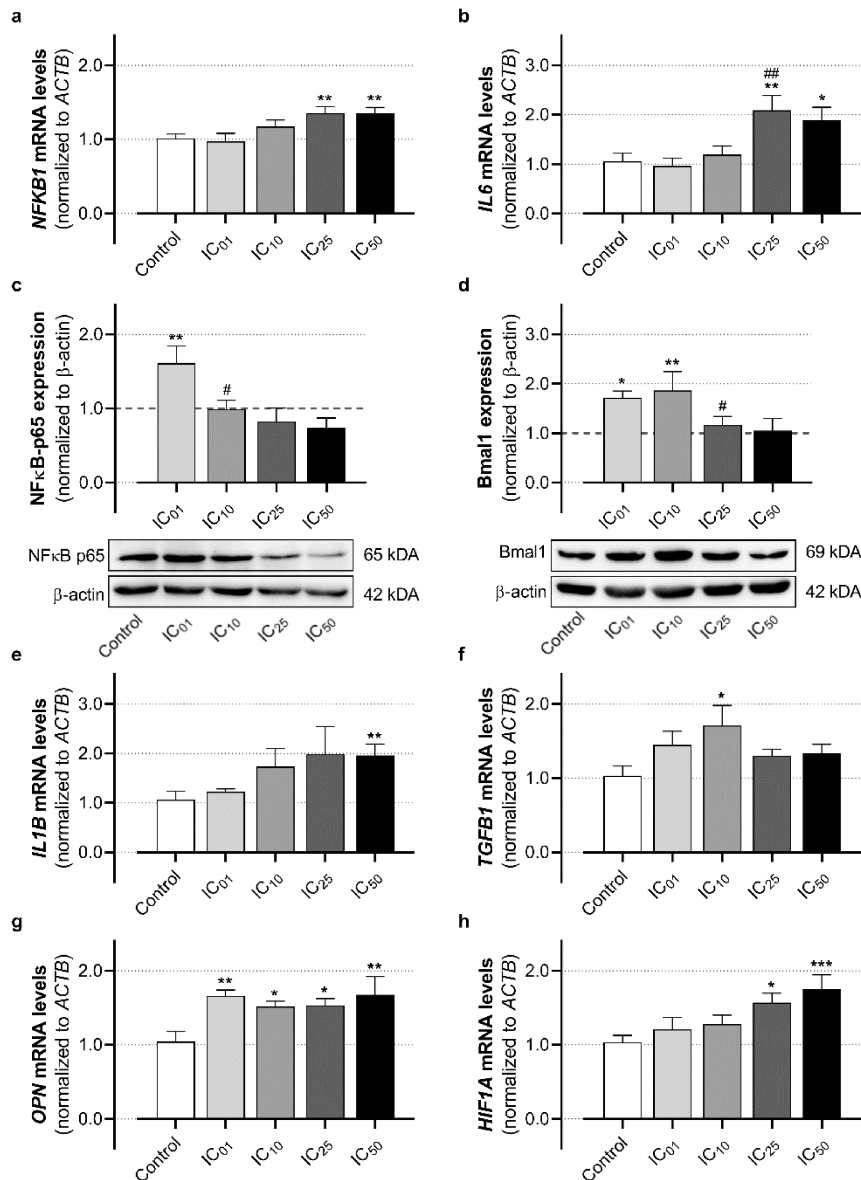 a
NFKB1 mRNA levels
(normalized to ACTB)
2.0
1.0
0.0
** **
Control IC01 IC10 IC25 IC50
b
IL6 mRNA levels
(normalized to ACTB)
3.0
2.0
1.0
0.0
##
** *
Control IC01 IC10 IC25 IC50
c
NFκB-p65 expression
(normalized to β-actin)
2.0
1.0
0.0
** #
IC01 IC10 IC25 IC50
NFκB p65 65 kDA
β-actin 42 kDA
Control IC01 IC10 IC25 IC50
d
Bmal1 expression
(normalized to β-actin)
3.0
2.0
1.0
0.0
* ** #
IC01 IC10 IC25 IC50
Bmal1 69 kDA
β-actin 42 kDA
Control IC01 IC10 IC25 IC50
e
IL1B mRNA levels
(normalized to ACTB)
3.0
2.0
1.0
0.0
**
Control IC01 IC10 IC25 IC50
f
TGFB1 mRNA levels
(normalized to ACTB)
2.0
1.0
0.0
*
Control IC01 IC10 IC25 IC50
g
OPN mRNA levels
(normalized to ACTB)
2.0
1.0
0.0
** * * **
Control IC01 IC10 IC25 IC50
h
HIF1A mRNA levels
(normalized to ACTB)
2.0
1.0
0.0
* ***
Control IC01 IC10 IC25 IC50